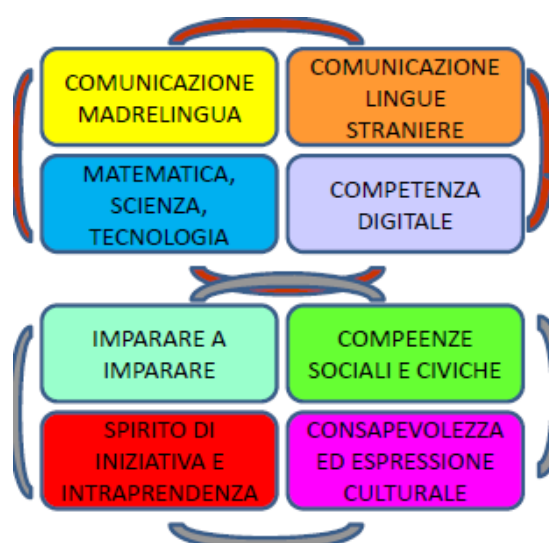 COMUNICAZIONE
MADRELINGUA
COMUNICAZIONE
LINGUE
STRANIERE
MATEMATICA,
SCIENZA,
TECNOLOGIA
COMPETENZA
DIGITALE
IMPARARE A
IMPARARE
COMPEENZE
SOCIALI E CIVICHE
SPIRITO DI
INIZIATIVA E
INTRAPRENDENZA
CONSAPEVOLEZZA
ED ESPRESSIONE
CULTURALE